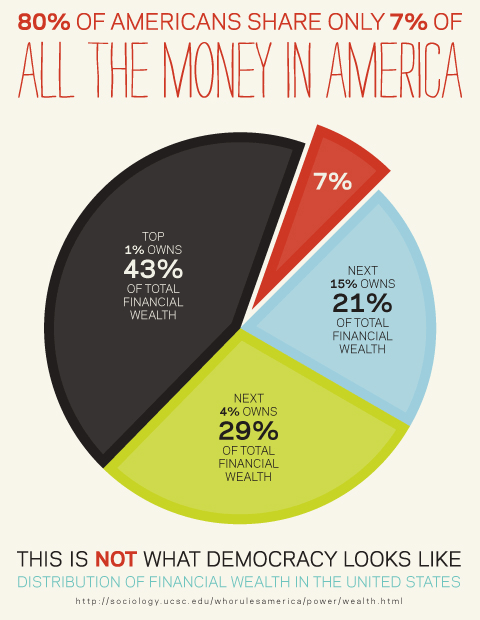 80% OF AMERICANS SHARE ONLY 7% OF
ALL THE MONEY IN AMERICA
7%
TOP
1% OWNS
43%
OF TOTAL
FINANCIAL
WEALTH
NEXT
15% OWNS
21%
OF TOTAL
FINANCIAL
WEALTH
NEXT
4% OWNS
29%
OF TOTAL
FINANCIAL
WEALTH
THIS IS NOT WHAT DEMOCRACY LOOKS LIKE
DISTRIBUTION OF FINANCIAL WEALTH IN THE UNITED STATES
http://sociology.ucsc.edu/whorulesamerica/power/wealth.html